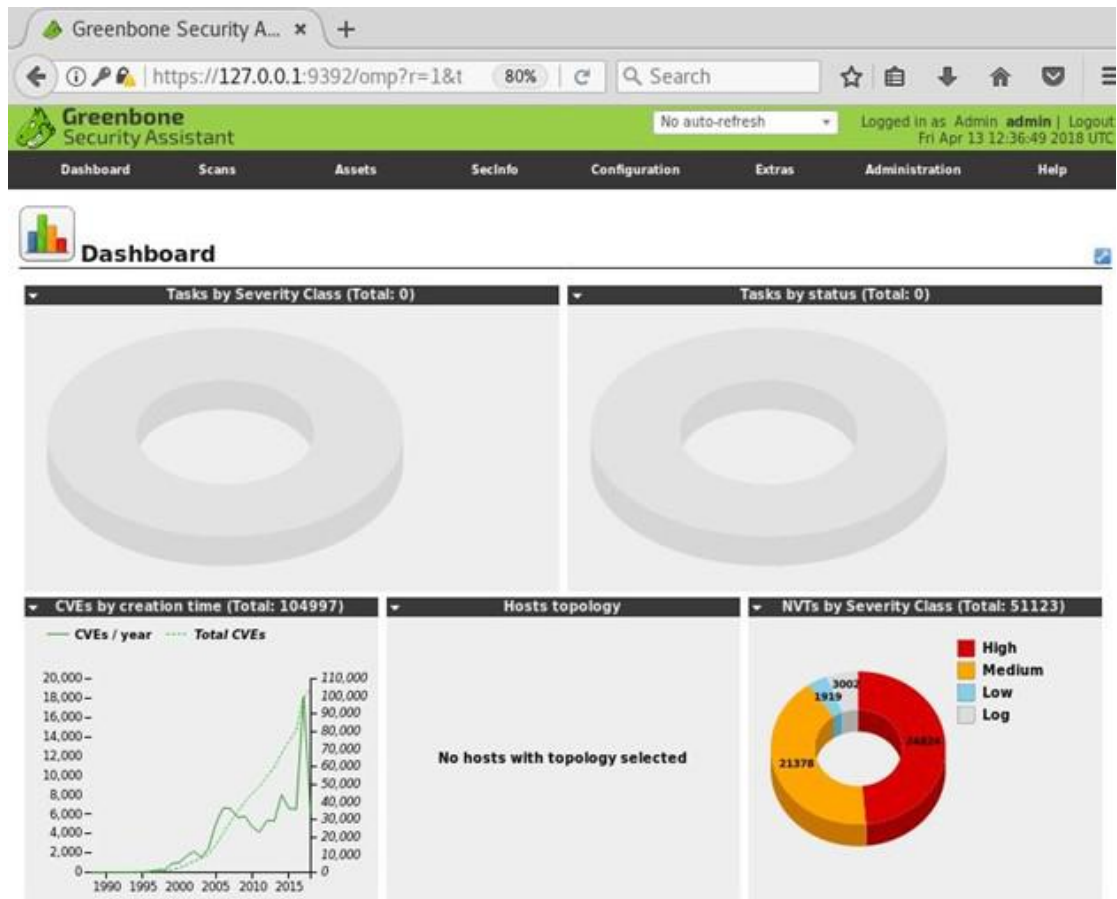 Greenbone Security A... × +
https://127.0.0.1:9392/omp?r=1&t 80% Search
Greenbone
Security Assistant
No auto-refresh
Logged in as Admin admin | Logout
Fri Apr 13 12:36:49 2018 UTC
Dashboard Scans Assets SecInfo Configuration Extras Administration Help
Dashboard
Tasks by Severity Class (Total: 0)
Tasks by status (Total: 0)
CVEs by creation time (Total: 104997)
CVEs / year Total CVEs
20,000
18,000
16,000
14,000
12,000
10,000
8,000
6,000
4,000
2,000
0
110,000
100,000
90,000
80,000
70,000
60,000
50,000
40,000
30,000
20,000
10,000
0
1990 1995 2000 2005 2010 2015
Hosts topology
No hosts with topology selected
NVTs by Severity Class (Total: 51123)
High
Medium
Low
Log
3002
1919
21378